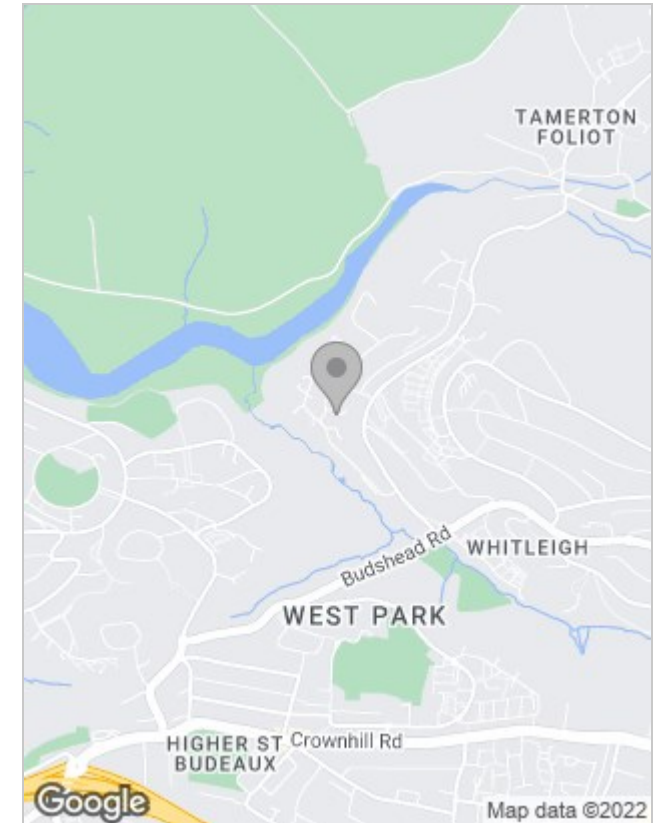 TAMERTON
FOLIOT
Budshead Rd
WHITLEIGH
WEST PARK
HIGHER ST
BUDEAUX
Crownhill Rd
Google
Map data ©2022